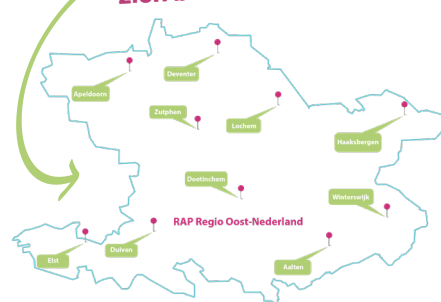 Deventer
Apeldoorn
Zutphen
Lochem
Haaksbergen
Doetinchem
Winterswijk
RAP Regio Oost-Nederland
Duiven
Elst
Aalten